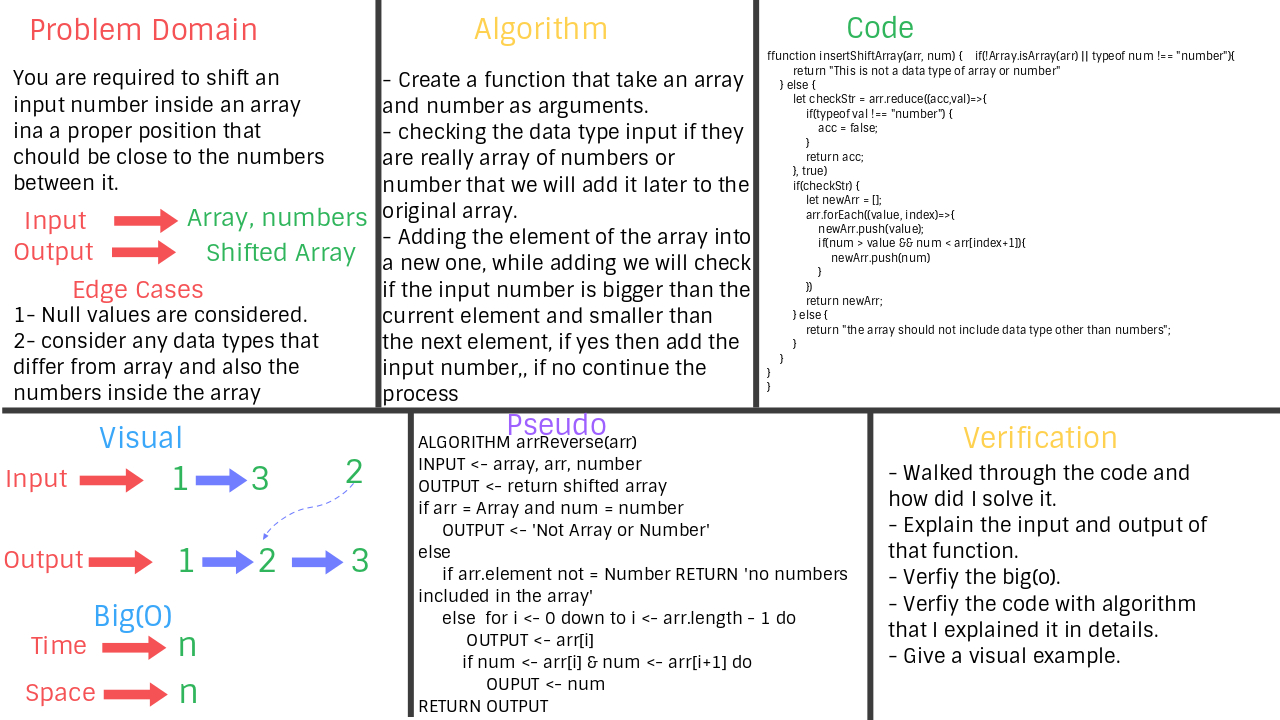 Problem Domain
You are required to shift an
input number inside an array
ina a proper position that
chould be close to the numbers
between it.
Input Array, numbers
Output Shifted Array
Edge Cases
1- Null values are considered.
2- consider any data types that
differ from array and also the
numbers inside the array
Algorithm
- Create a function that take an array
and number as arguments.
- checking the data type input if they
are really array of numbers or
number that we will add it later to the
original array.
- Adding the element of the array into
a new one, while adding we will check
if the input number is bigger than the
current element and smaller than
the next element, if yes then add the
input number,, if no continue the
process
Code
ffunction insertShiftArray(arr, num) { if(!Array.isArray(arr) || typeof num !== "number"){
return "This is not a data type of array or number"
} else {
let checkStr = arr.reduce((acc,val)=>{
if(typeof val !== "number") {
acc = false;
}
return acc;
}, true)
if(checkStr) {
let newArr = [];
arr.forEach((value, index)=>{
newArr.push(value);
if(num > value && num < arr[index+1]){
newArr.push(num)
}
})
return newArr;
} else {
return "the array should not include data type other than numbers";
}
}
}
}
Visual
Input 1 3 2
Output 1 2 3
Big(O)
Time n
Space n
Pseudo
ALGORITHM arrReverse(arr)
INPUT <- array, arr, number
OUTPUT <- return shifted array
if arr = Array and num = number
OUTPUT <- 'Not Array or Number'
else
if arr.element not = Number RETURN 'no numbers
included in the array'
else for i <- 0 down to i <- arr.length - 1 do
OUTPUT <- arr[i]
if num <- arr[i] & num <- arr[i+1] do
OUPUT <- num
RETURN OUTPUT
Verification
- Walked through the code and
how did I solve it.
- Explain the input and output of
that function.
- Verfiy the big(o).
- Verfiy the code with algorithm
that I explained it in details.
- Give a visual example.